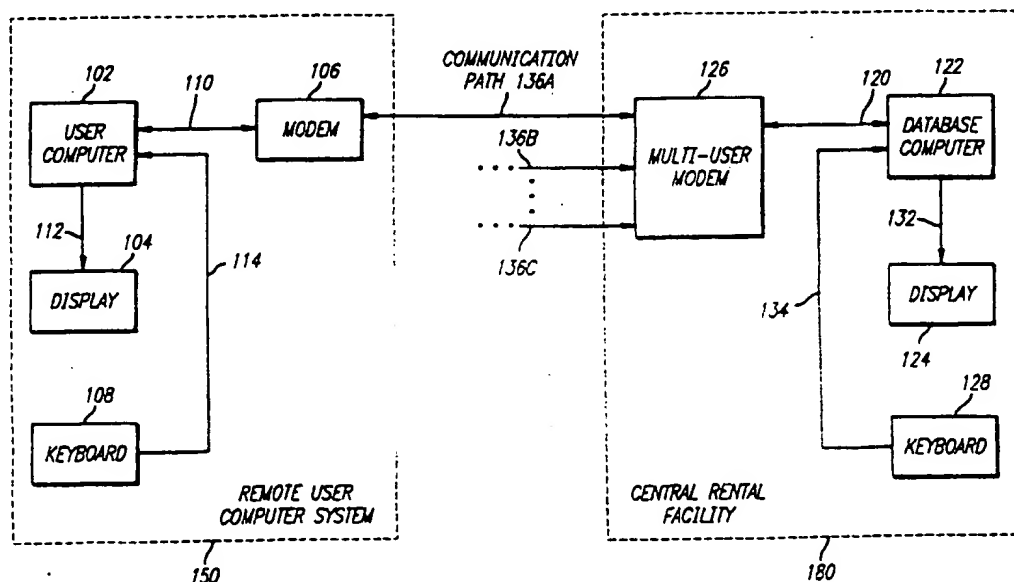 COMMUNICATION
PATH 136A
102
110
106
126
120
122
USER
COMPUTER
MODEM
136B
MULTI-USER
MODEM
DATABASE
COMPUTER
112
104
114
136C
132
DISPLAY
134
DISPLAY
124
108
128
KEYBOARD
KEYBOARD
REMOTE USER
COMPUTER SYSTEM
CENTRAL RENTAL
FACILITY
150
180